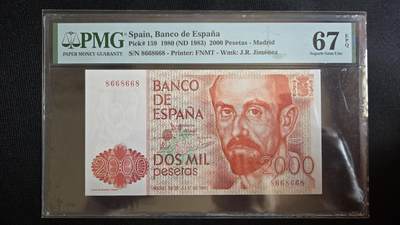 PMG
PAPER MONEY GUARANTY
Spain, Banco de España
Pick# 159 1980 (ND 1983) 2000 Pesetas - Madrid
S/N 8668668 - Printer: FNMT - Wmk: J.R. Jiménez
67 EPQ
Superb Gem Unc
8668668
BANCO
DE
ESPAÑA
DOS MIL
pesetas
2000
8668668